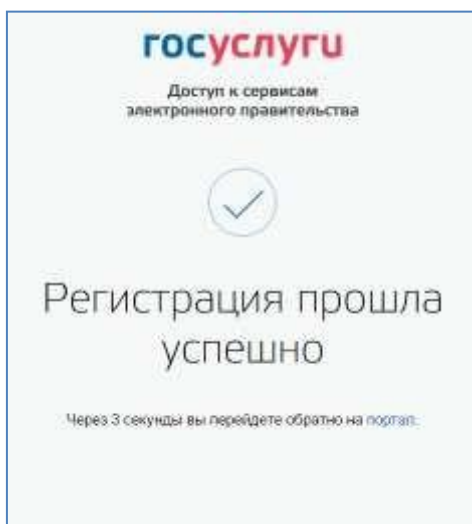 госуслуги
Доступ к сервисам
электронного правительства
Регистрация прошла
успешно
Через 3 секунды вы перейдете обратно на портал.